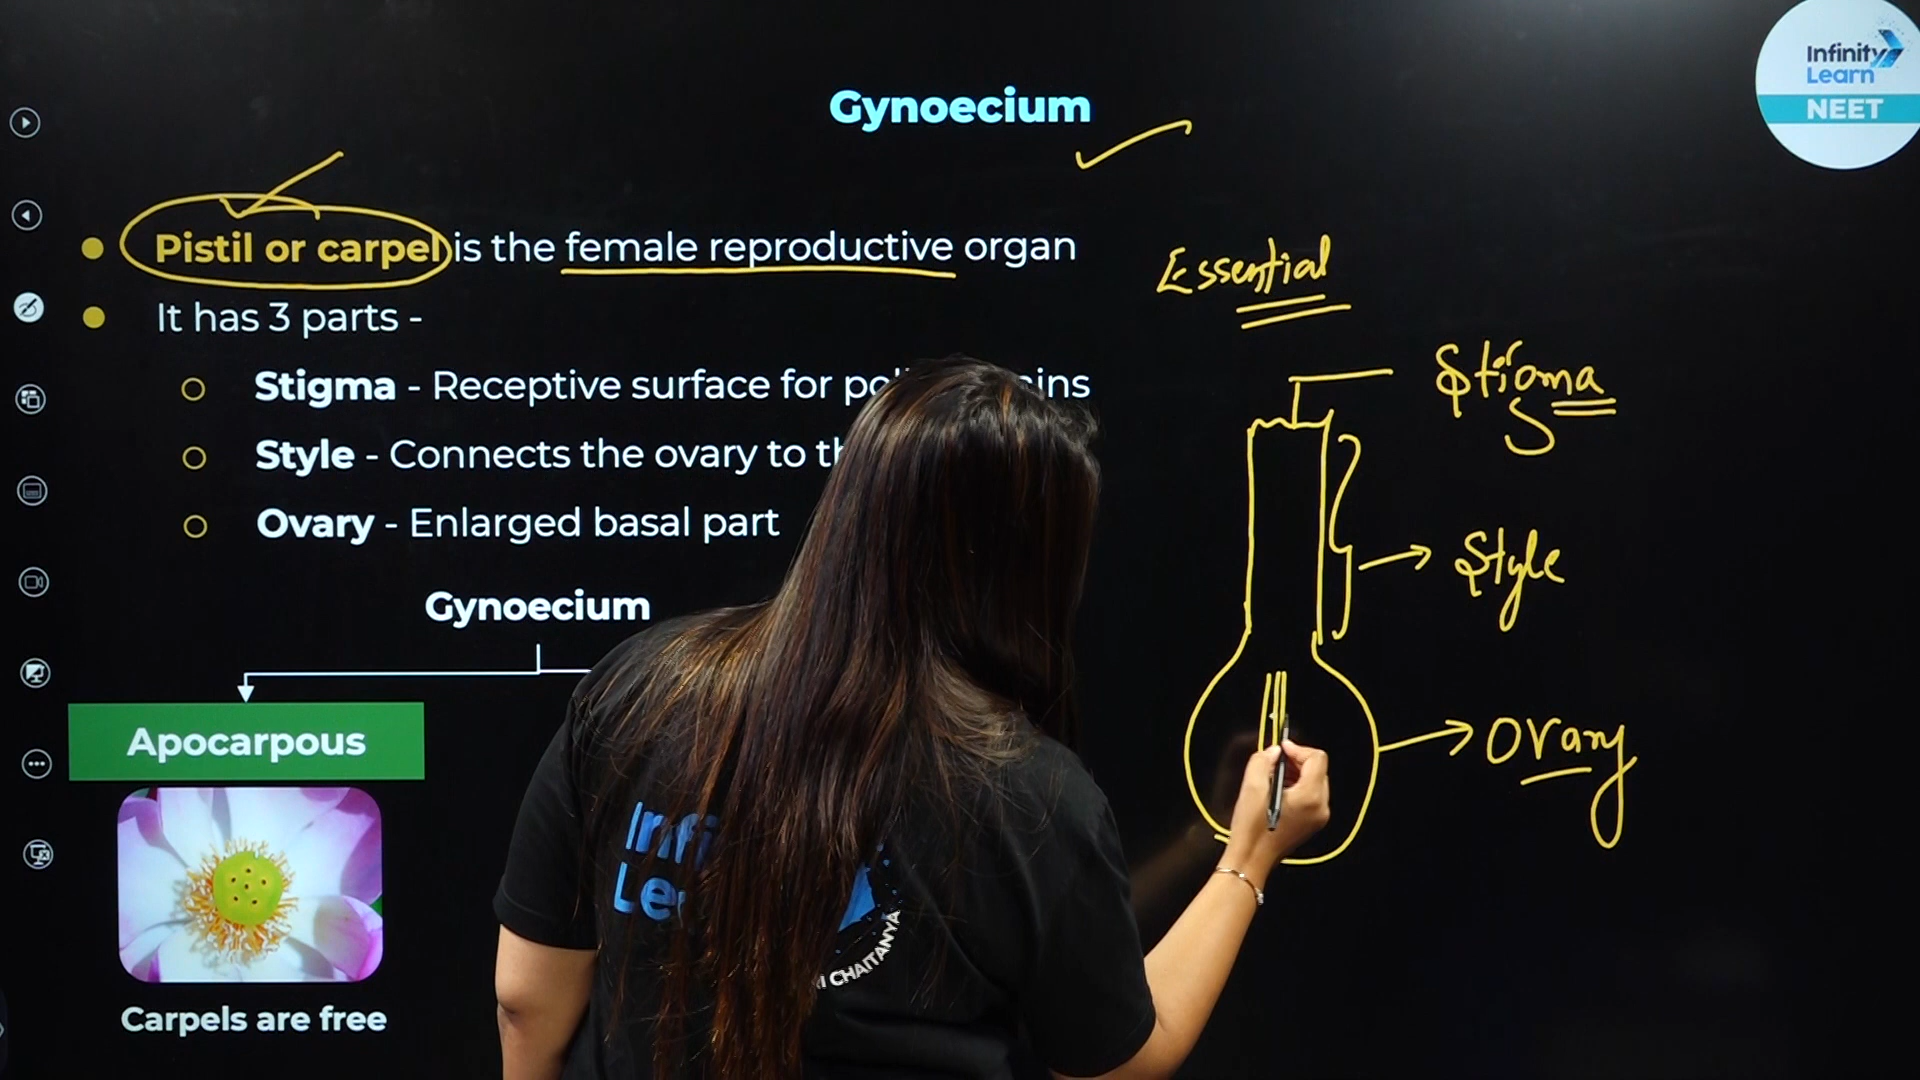 Infinity
Learn
NEET
Gynoecium
Pistil or carpel is the female reproductive organ
Essential
It has 3 parts -
Stigma - Receptive surface for
Stigma
Style - Connects the ovary to
Style
Ovary - Enlarged basal part
Gynoecium
Apocarpous
Ovary
Carpels are free
CHAITANYA